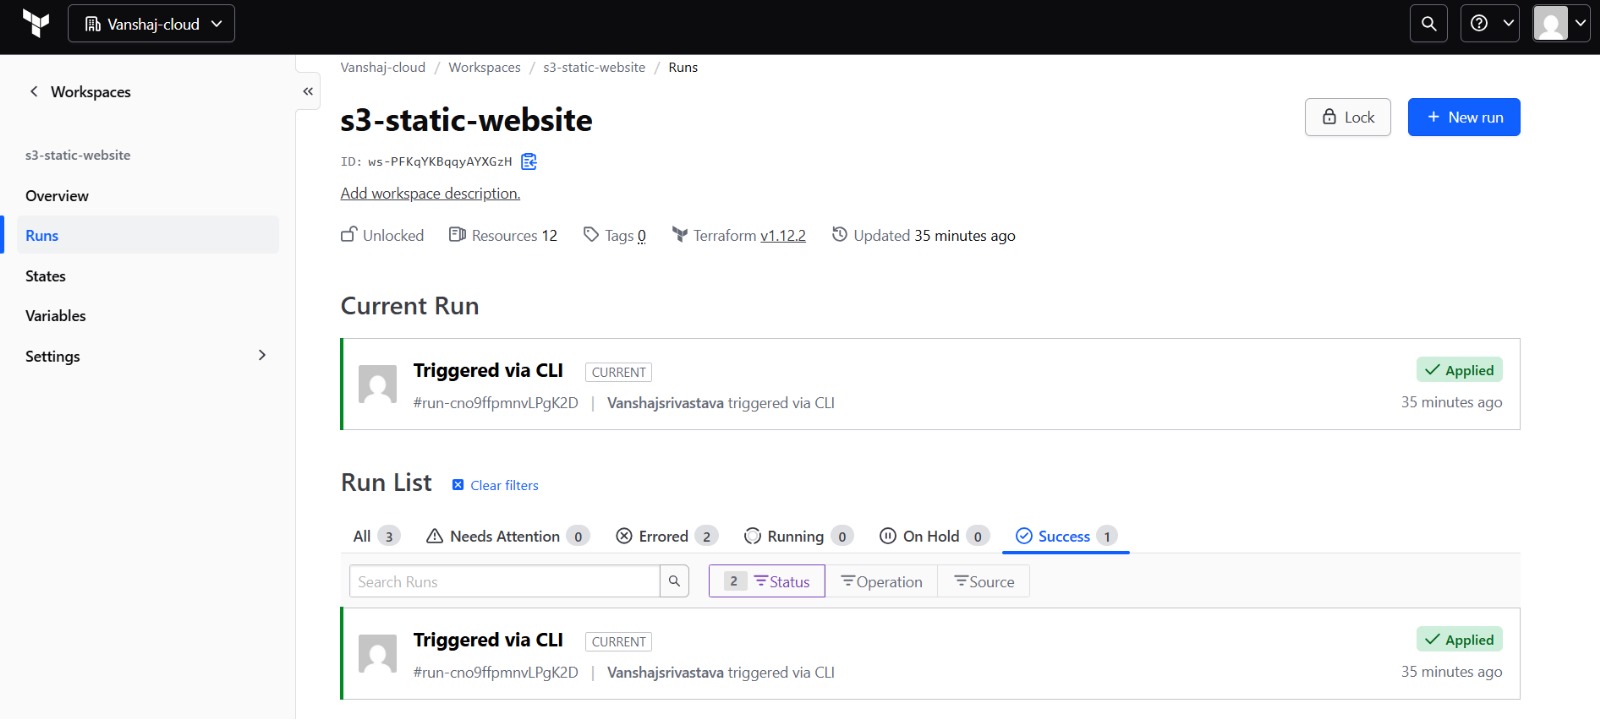 Vanshaj-cloud
Workspaces
s3-static-website
Overview
Runs
States
Variables
Settings
Vanshaj-cloud / Workspaces / s3-static-website / Runs
s3-static-website
Lock
+ New run
ID: ws-PFKqYKBqqyAYXGzH
Add workspace description.
Unlocked Resources 12 Tags 0 Terraform v1.12.2 Updated 35 minutes ago
Current Run
Triggered via CLI CURRENT Applied
#run-cno9ffpmnvLPgK2D | Vanshajsrivastava triggered via CLI 35 minutes ago
Run List Clear filters
All 3 Needs Attention 0 Errored 2 Running 0 On Hold 0 Success 1
Search Runs 2 Status Operation Source
Triggered via CLI CURRENT Applied
#run-cno9ffpmnvLPgK2D | Vanshajsrivastava triggered via CLI 35 minutes ago